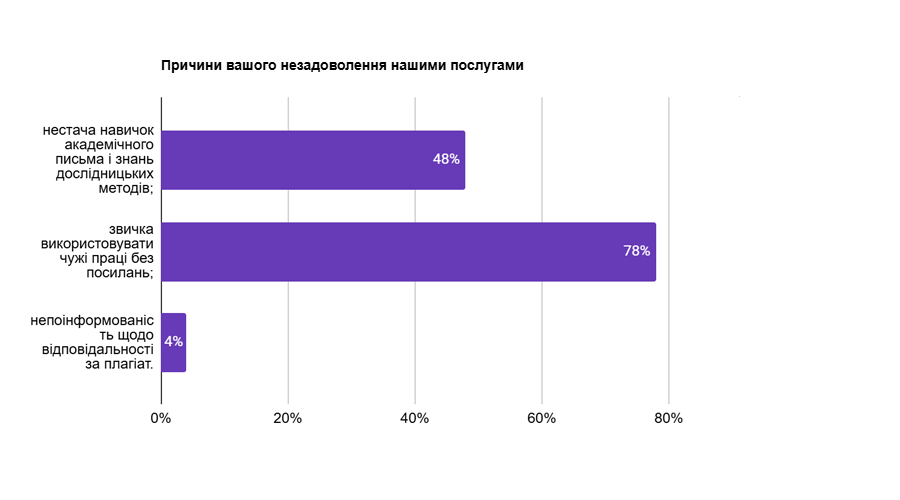 Причини вашого незадоволення нашими послугами
нестача навичок
академічного
письма і знань
дослідницьких
методів;
48%
звичка
використовувати
чужі праці без
посилань;
78%
непоінформованіс
ть щодо
відповідальності
за плагіат.
4%
0%
20%
40%
60%
80%